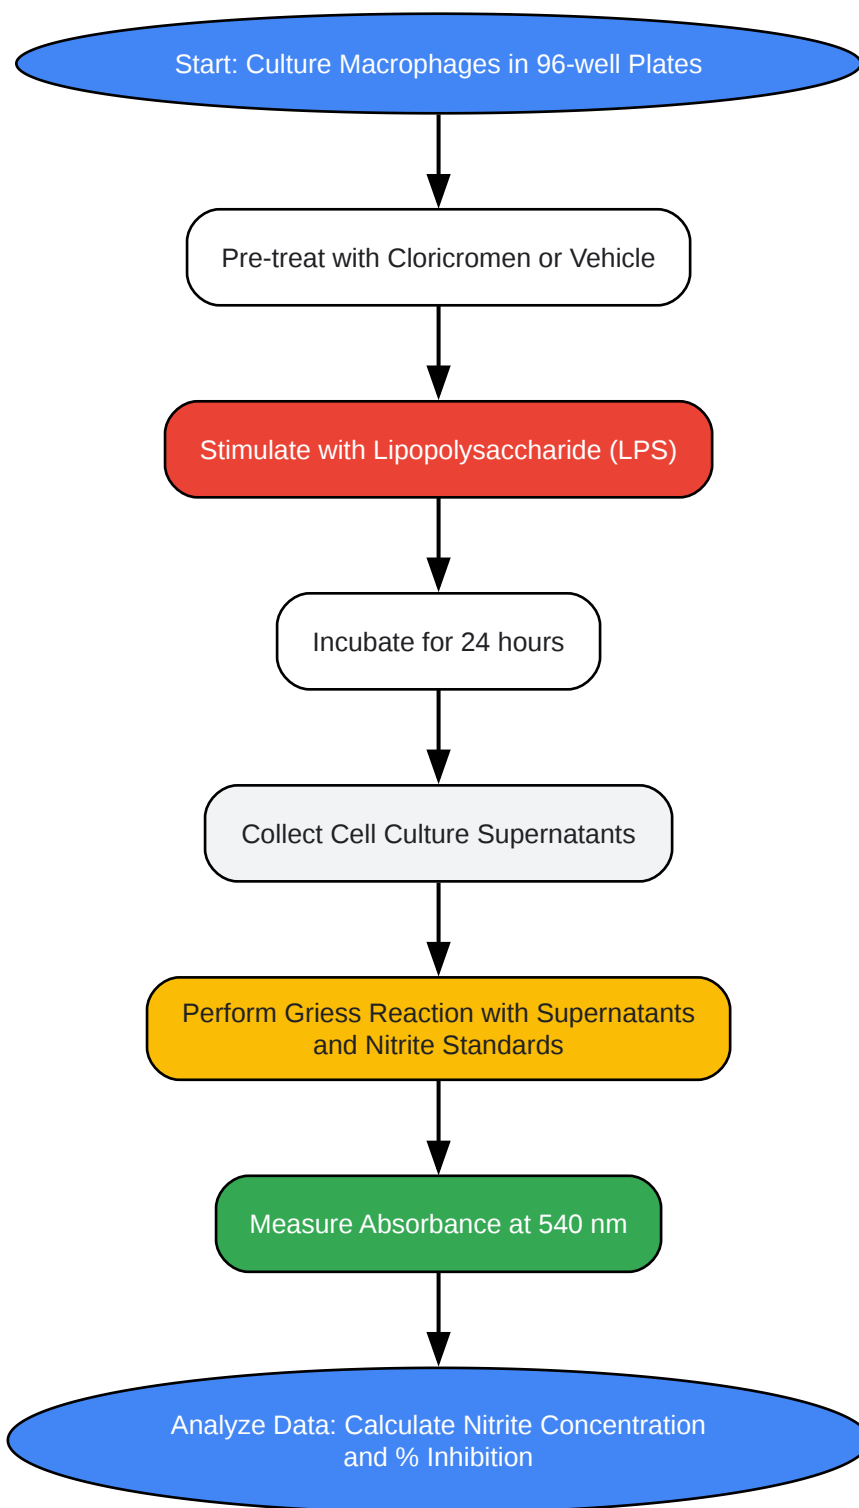 Start: Culture Macrophages in 96-well Plates
Pre-treat with Cloricromen or Vehicle
Stimulate with Lipopolysaccharide (LPS)
Incubate for 24 hours
Collect Cell Culture Supernatants
Perform Griess Reaction with Supernatants
and Nitrite Standards
Measure Absorbance at 540 nm
Analyze Data: Calculate Nitrite Concentration
and % Inhibition